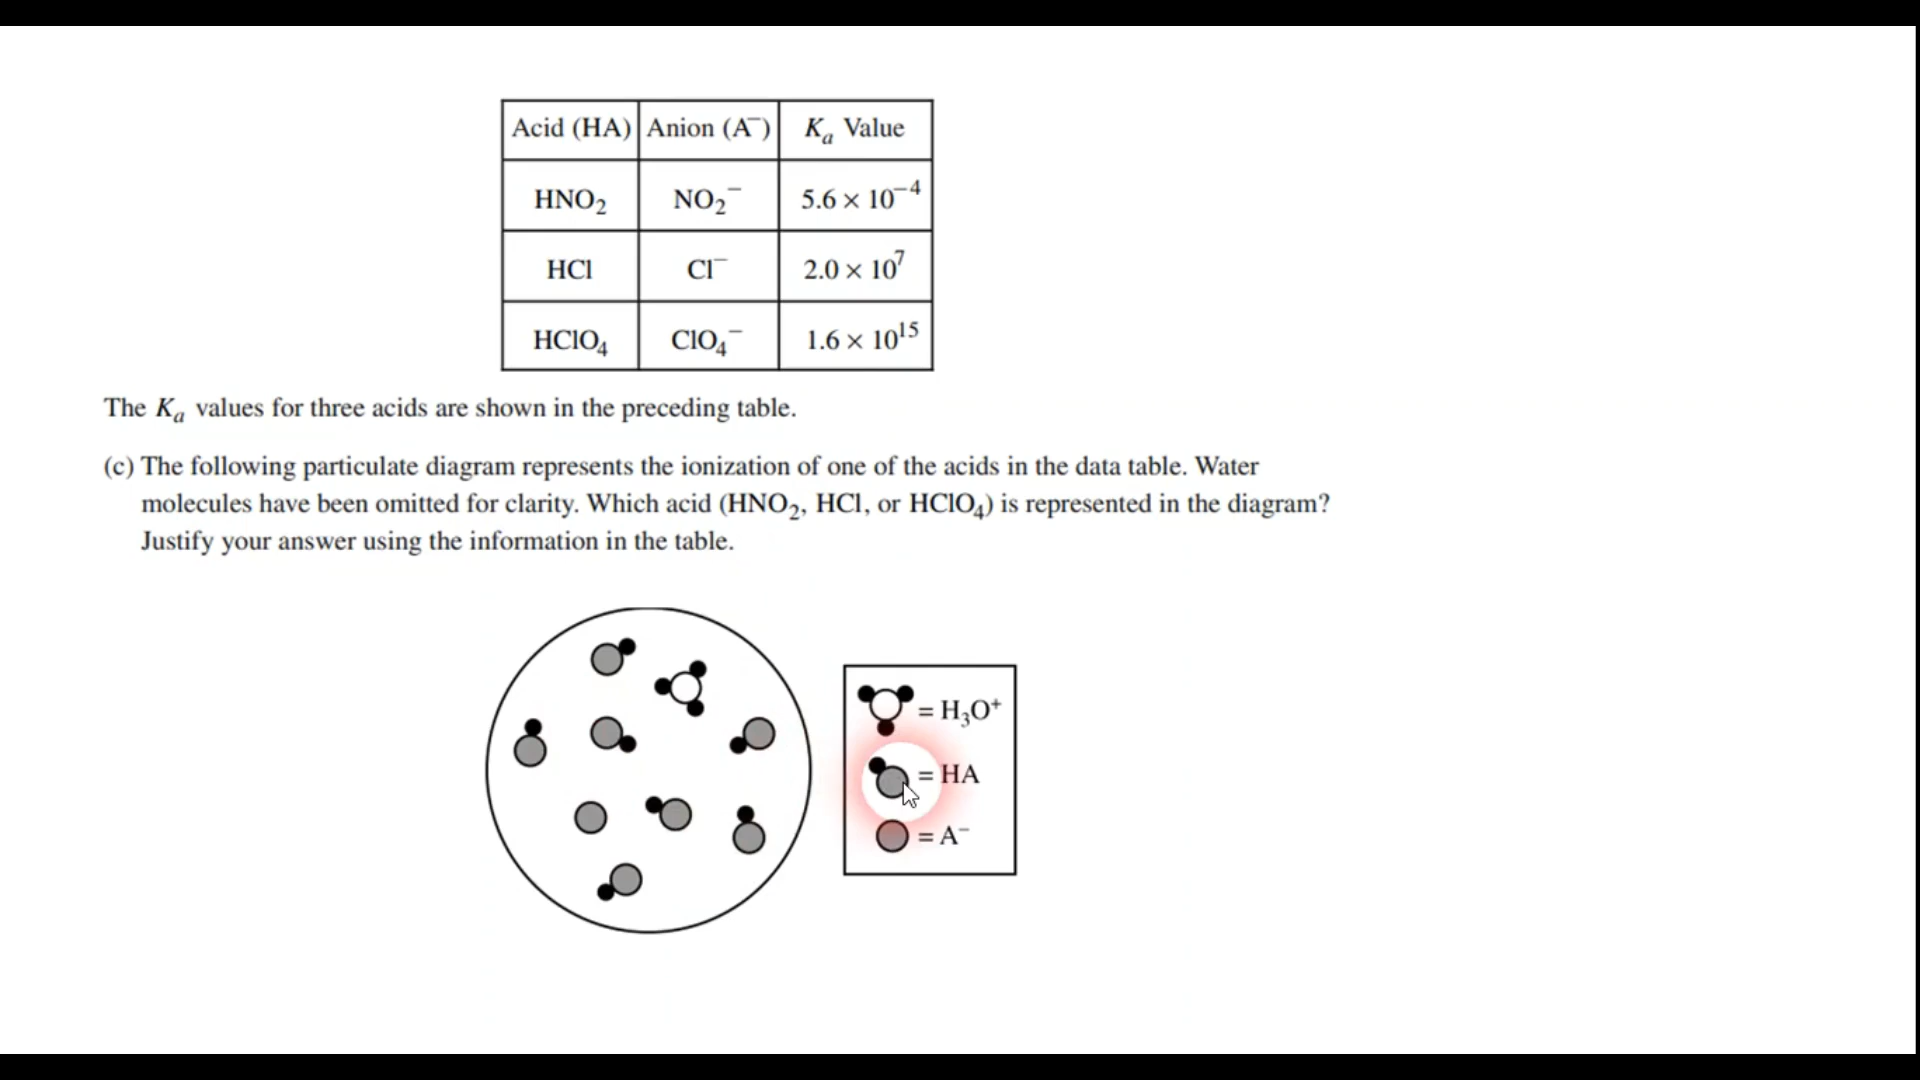 Acid (HA) Anion (A⁻) Kₐ Value
HNO₂ NO₂⁻ 5.6 × 10⁻⁴
HCl Cl⁻ 2.0 × 10⁷
HClO₄ ClO₄⁻ 1.6 × 10¹⁵
The Kₐ values for three acids are shown in the preceding table.
(c) The following particulate diagram represents the ionization of one of the acids in the data table. Water
molecules have been omitted for clarity. Which acid (HNO₂, HCl, or HClO₄) is represented in the diagram?
Justify your answer using the information in the table.
= H₃O⁺
= HA
= A⁻